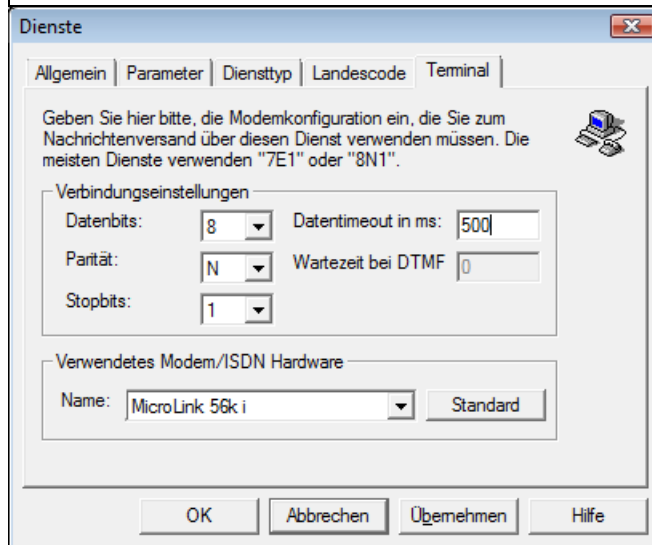 Dienste
Allgemein Parameter Diensttyp Landescode Terminal
Geben Sie hier bitte, die Modemkonfiguration ein, die Sie zum
Nachrichtenversand über diesen Dienst verwenden müssen. Die
meisten Dienste verwenden "7E1" oder "8N1".
Verbindungseinstellungen
Datenbits: 8 Datentimeout in ms: 500
Parität: N Wartezeit bei DTMF 0
Stopbits: 1
Verwendetes Modem/ISDN Hardware
Name: MicroLink 56k i Standard
OK Abbrechen Übernehmen Hilfe